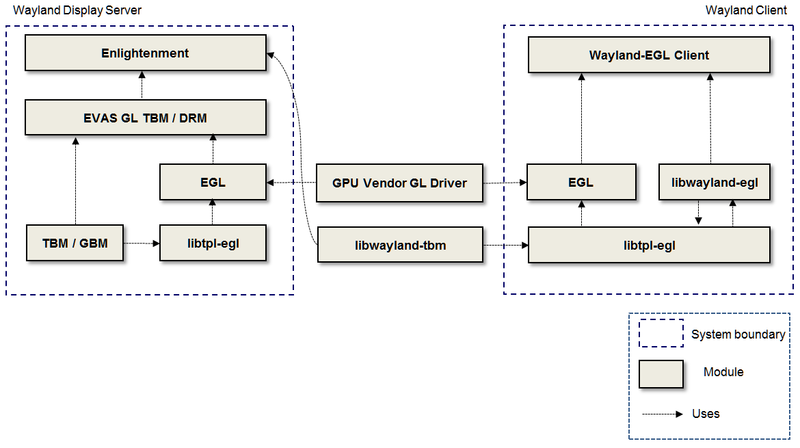 Wayland Display Server
Wayland Client
Enlightenment
Wayland-EGL Client
EVAS GL TBM / DRM
EGL
GPU Vendor GL Driver
EGL
libwayland-egl
TBM / GBM
libtpl-egl
libwayland-tbm
libtpl-egl
System boundary
Module
Uses